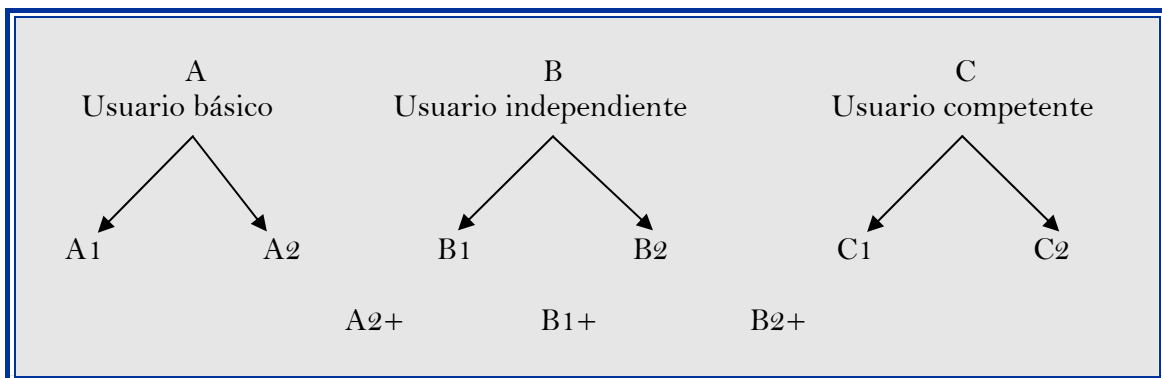 A B C
Usuario básico Usuario independiente Usuario competente
A1 A2 B1 B2 C1 C2
A2+ B1+ B2+